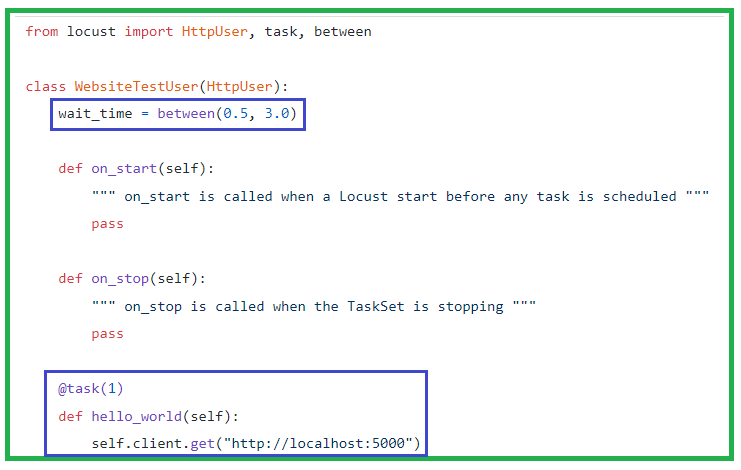 from locust import HttpUser, task, between
class WebsiteTestUser(HttpUser):
wait_time = between(0.5, 3.0)
def on_start(self):
""" on_start is called when a Locust start before any task is scheduled """
pass
def on_stop(self):
""" on_stop is called when the TaskSet is stopping """
pass
@task(1)
def hello_world(self):
self.client.get("http://localhost:5000")